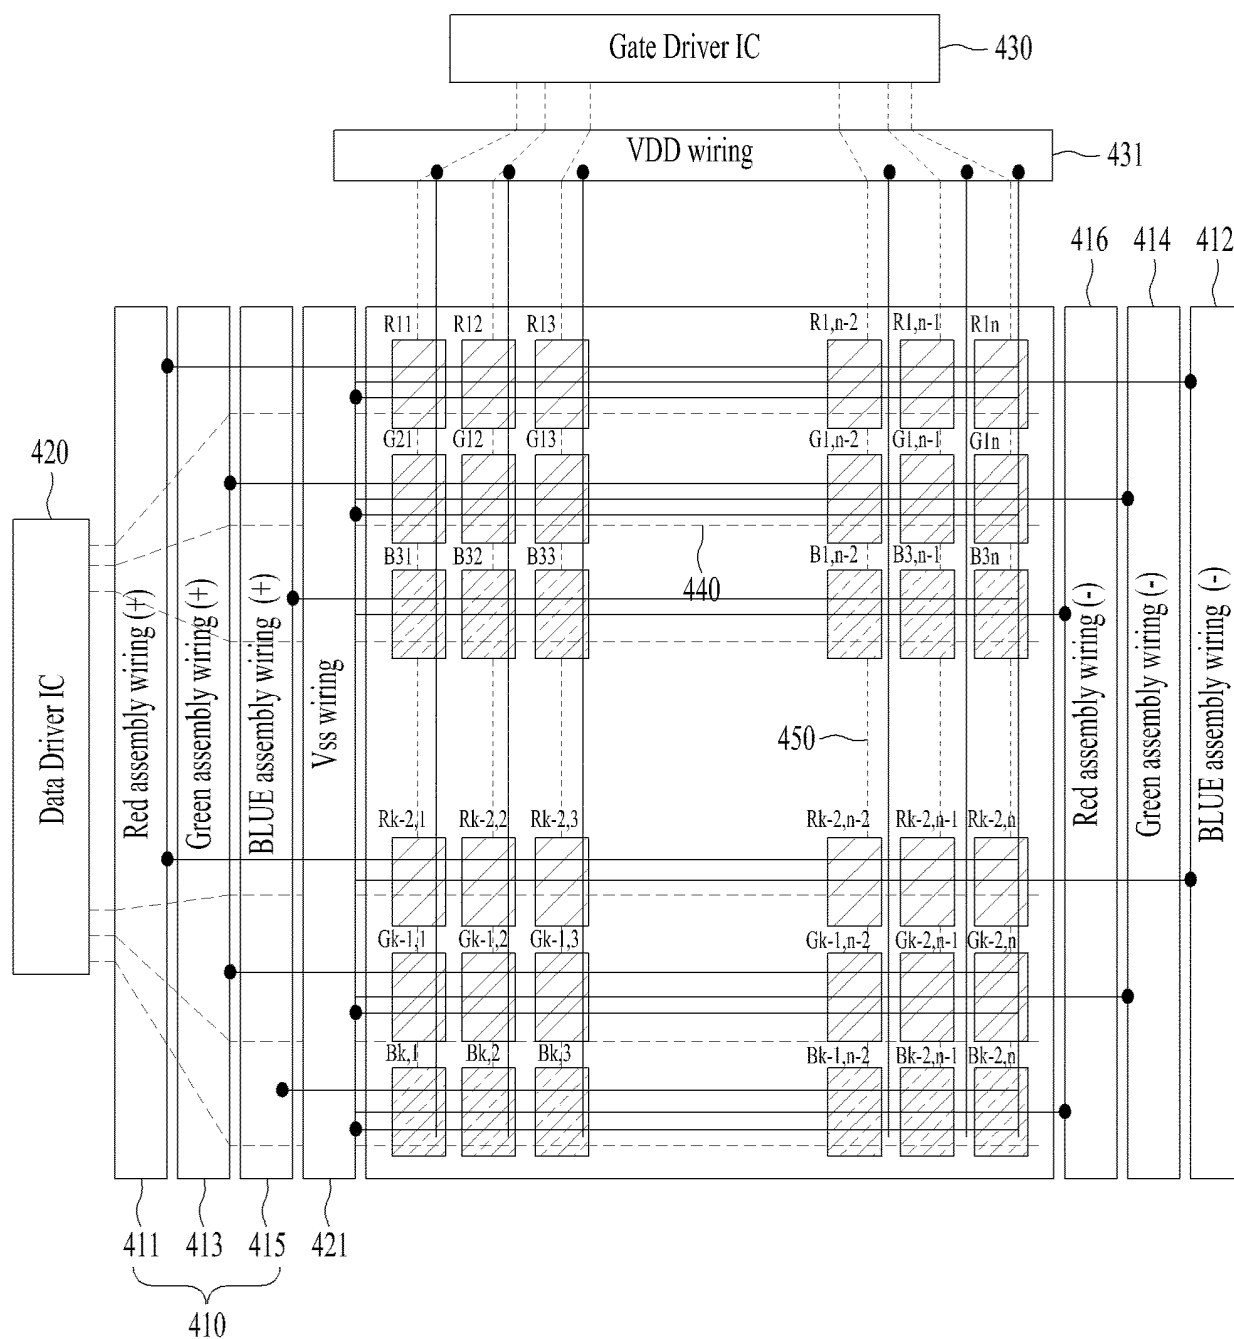 Gate Driver IC
430
VDD wiring
431
416
414
412
R11 R12 R13 R1,n-2 R1,n-1 R1n
G21 G12 G13 G1,n-2 G1,n-1 G1n
420
B31 B32 B33 B1,n-2 B3,n-1 B3n
440
Data Driver IC
Red assembly wiring (+)
Green assembly wiring (+)
BLUE assembly wiring (+)
Vss wiring
450
Red assembly wiring (-)
Green assembly wiring (-)
BLUE assembly wiring (-)
Rk-2,1 Rk-2,2 Rk-2,3 Rk-2,n-2 Rk-2,n-1 Rk-2,n
Gk-1,1 Gk-1,2 Gk-1,3 Gk-1,n-2 Gk-2,n-1 Gk-2,n
Bk,1 Bk,2 Bk,3 Bk-1,n-2 Bk-2,n-1 Bk-2,n
411 413 415 421
410